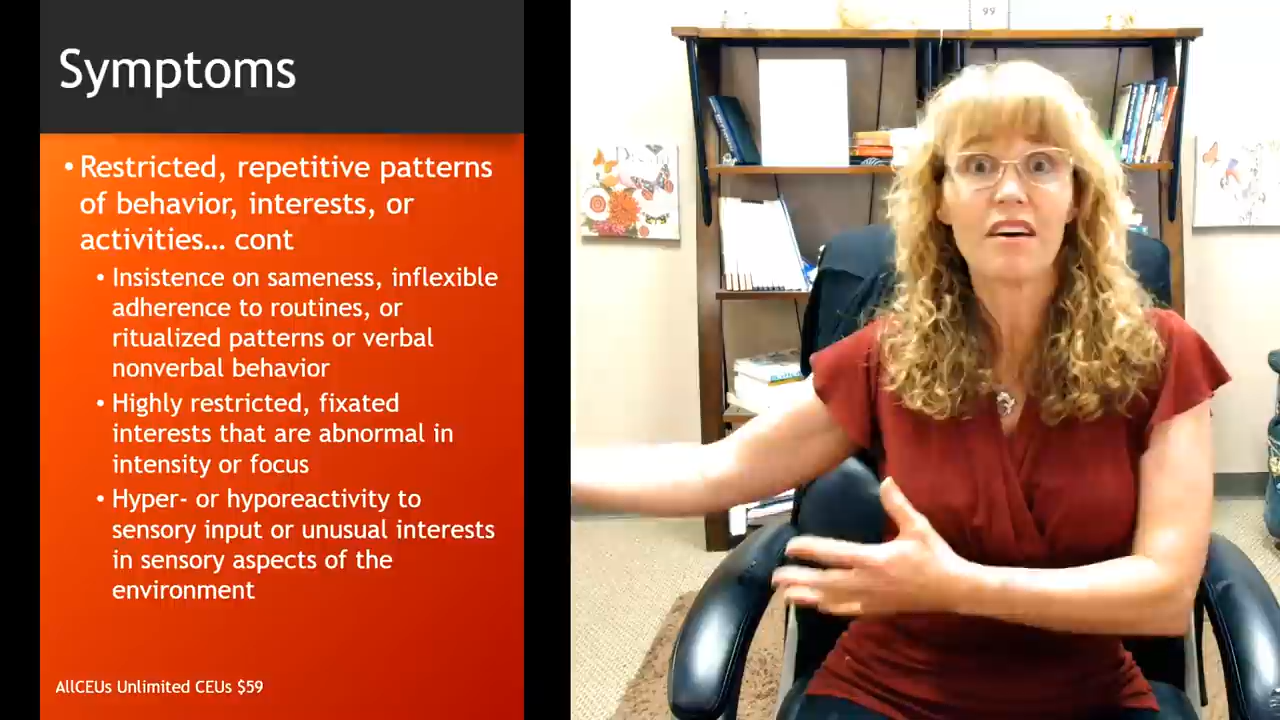 Symptoms
• Restricted, repetitive patterns
of behavior, interests, or
activities... cont
• Insistence on sameness, inflexible
adherence to routines, or
ritualized patterns or verbal
nonverbal behavior
• Highly restricted, fixated
interests that are abnormal in
intensity or focus
• Hyper- or hyporeactivity to
sensory input or unusual interests
in sensory aspects of the
environment
AllCEUs Unlimited CEUs $59
99